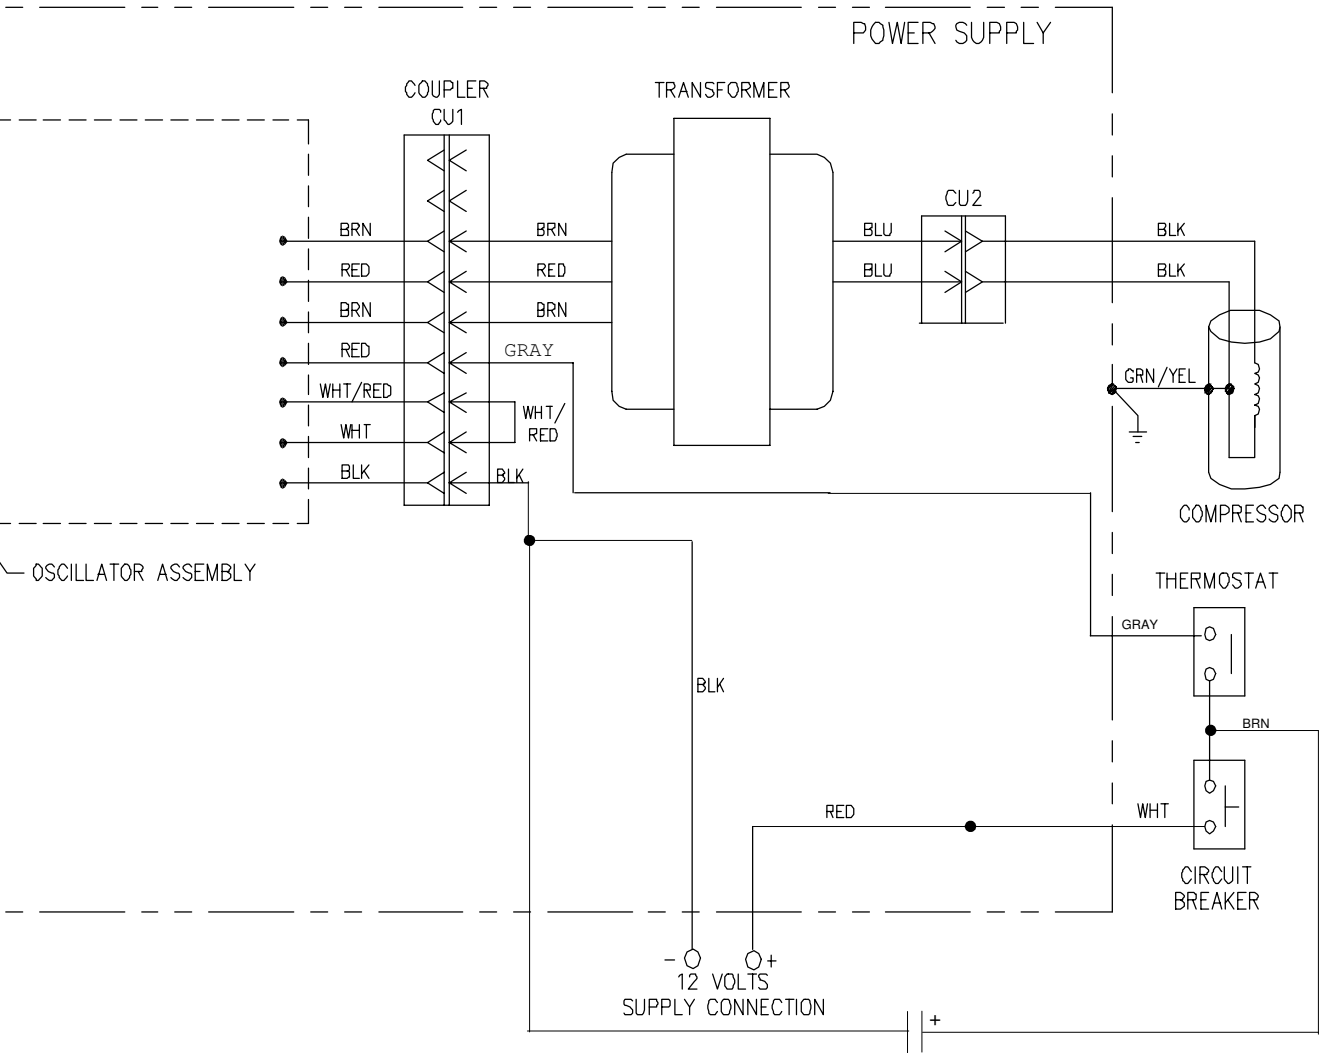 POWER SUPPLY
COUPLER
CU1
TRANSFORMER
CU2
BRN
BRN
BLU
BLK
RED
RED
BLU
BLK
BRN
BRN
RED
GRAY
GRN/YEL
WHT/RED
WHT/
RED
WHT
BLK
BLK
COMPRESSOR
OSCILLATOR ASSEMBLY
THERMOSTAT
GRAY
BLK
BRN
RED
WHT
CIRCUIT
BREAKER
- +
12 VOLTS
SUPPLY CONNECTION
+